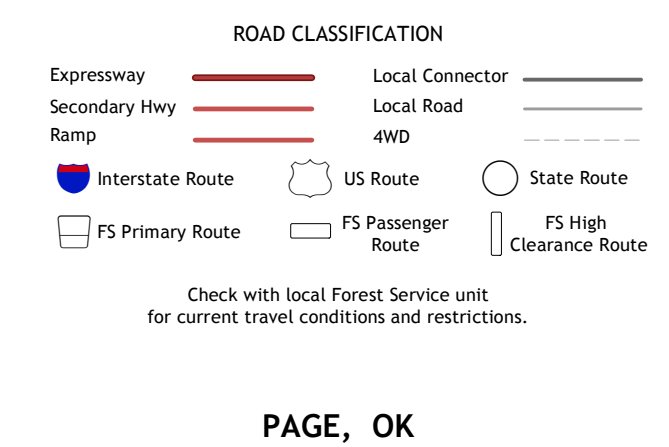 ROAD CLASSIFICATION
Expressway
Local Connector
Secondary Hwy
Local Road
Ramp
4WD
Interstate Route
US Route
State Route
FS Primary Route
FS Passenger
Route
FS High
Clearance Route
Check with local Forest Service unit
for current travel conditions and restrictions.
PAGE, OK